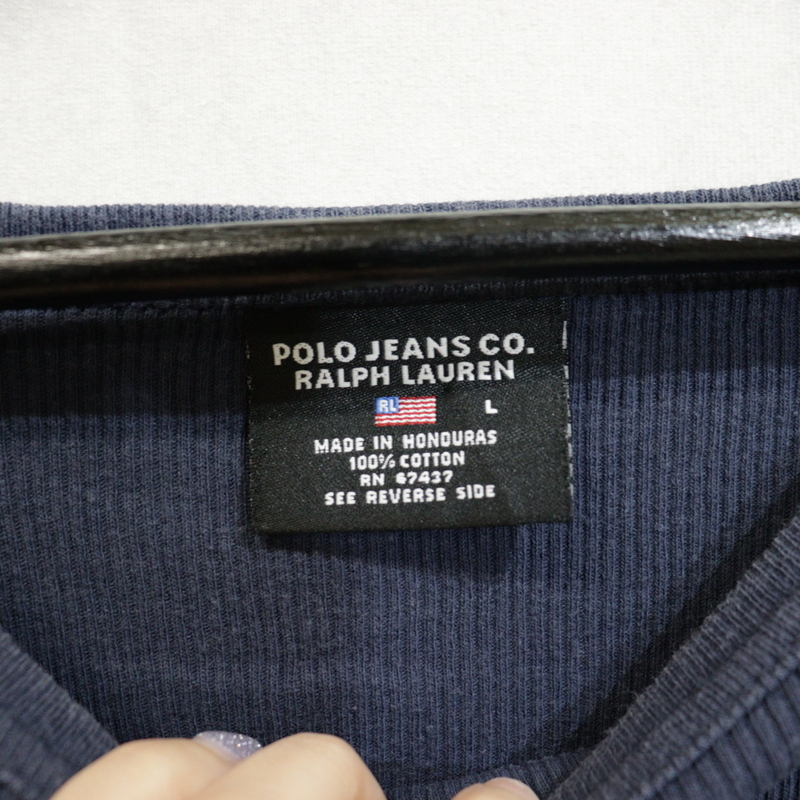 POLO JEANS CO.
RALPH LAUREN
RL L
MADE IN HONDURAS
100% COTTON
RN 67437
SEE REVERSE SIDE